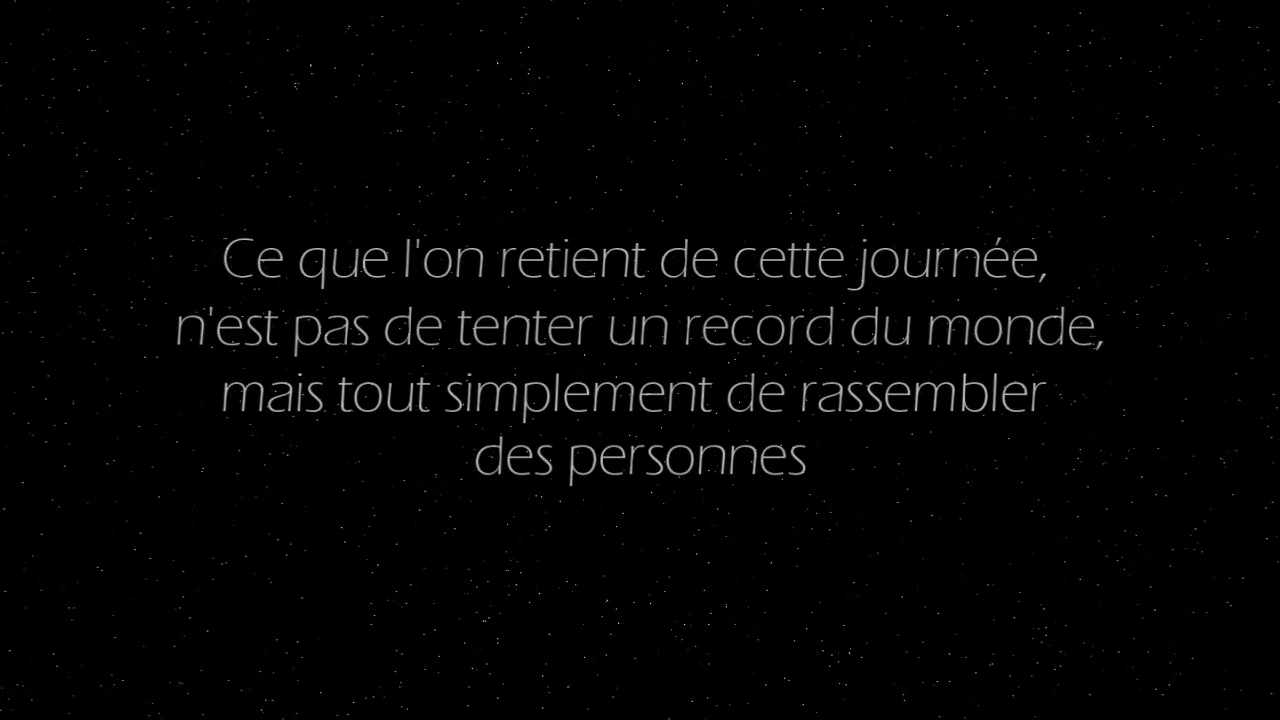 Ce que l'on retient de cette journée,
n'est pas de tenter un record du monde,
mais tout simplement de rassembler
des personnes